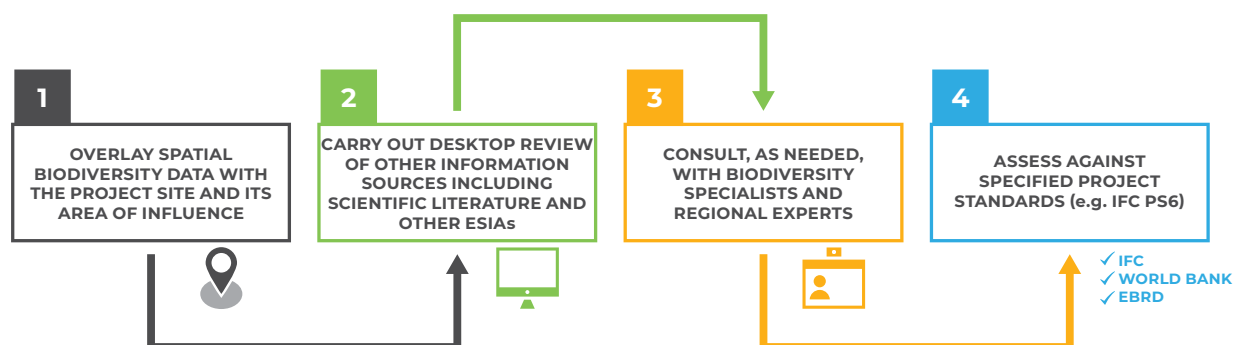 1
OVERLAY SPATIAL
BIODIVERSITY DATA WITH
THE PROJECT SITE AND ITS
AREA OF INFLUENCE
2
CARRY OUT DESKTOP REVIEW
OF OTHER INFORMATION
SOURCES INCLUDING
SCIENTIFIC LITERATURE AND
OTHER ESIAs
3
CONSULT, AS NEEDED,
WITH BIODIVERSITY
SPECIALISTS AND
REGIONAL EXPERTS
4
ASSESS AGAINST
SPECIFIED PROJECT
STANDARDS (e.g. IFC PS6)
✓ IFC
✓ WORLD BANK
✓ EBRD